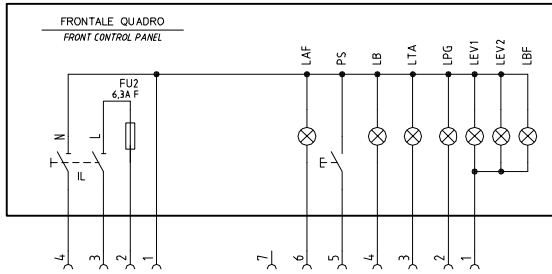 FRONTALE QUADRO
FRONT CONTROL PANEL
LAF
PS
LB
LTA
LPG
LEV1
LEV2
LBF
FU2
6,3A F
N
L
IL
4
3
2
1
7
6
5
4
3
2
1